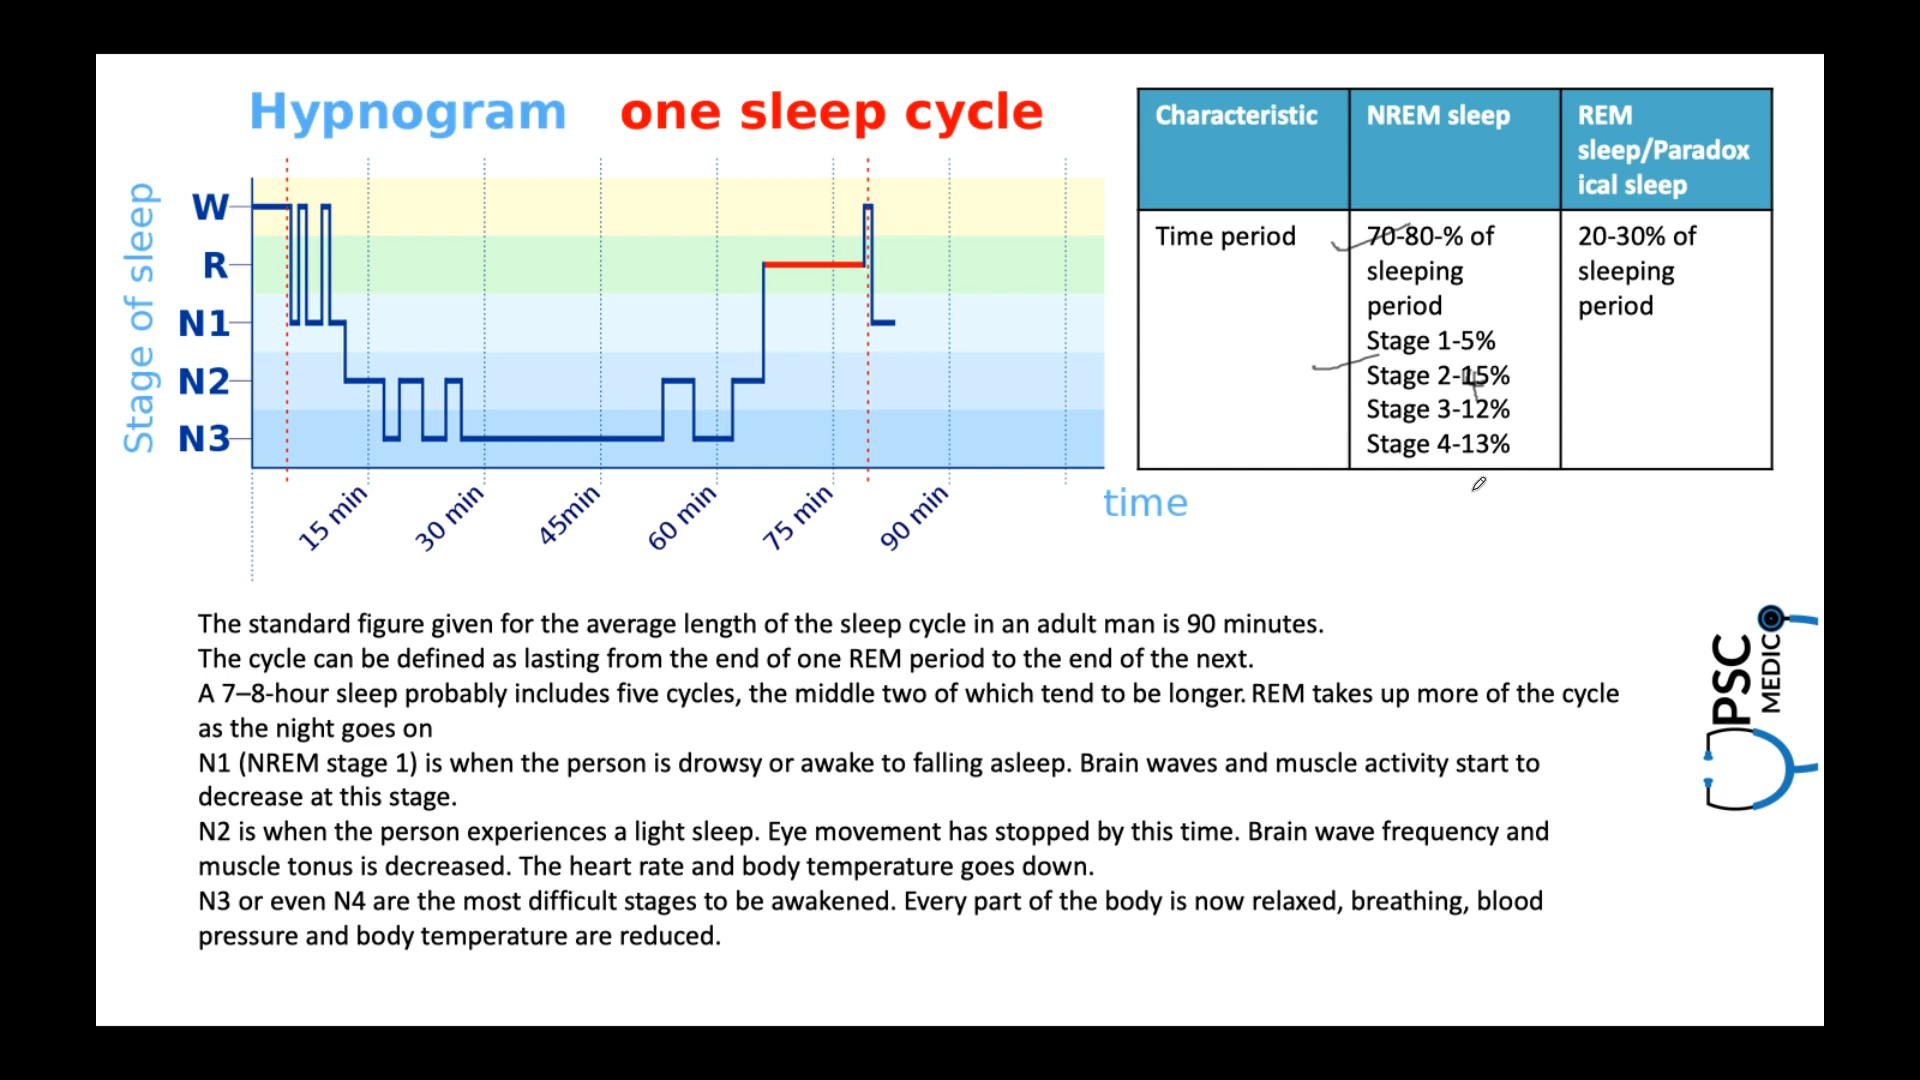 Hypnogram one sleep cycle
Stage of sleep
W
R
N1
N2
N3
15 min
30 min
45min
60 min
75 min
90 min
time
Characteristic
NREM sleep
REM
sleep/Paradox
ical sleep
Time period
70-80-% of
sleeping
period
Stage 1-5%
Stage 2-15%
Stage 3-12%
Stage 4-13%
20-30% of
sleeping
period
The standard figure given for the average length of the sleep cycle in an adult man is 90 minutes.
The cycle can be defined as lasting from the end of one REM period to the end of the next.
A 7–8-hour sleep probably includes five cycles, the middle two of which tend to be longer. REM takes up more of the cycle
as the night goes on
N1 (NREM stage 1) is when the person is drowsy or awake to falling asleep. Brain waves and muscle activity start to
decrease at this stage.
N2 is when the person experiences a light sleep. Eye movement has stopped by this time. Brain wave frequency and
muscle tonus is decreased. The heart rate and body temperature goes down.
N3 or even N4 are the most difficult stages to be awakened. Every part of the body is now relaxed, breathing, blood
pressure and body temperature are reduced.
PSC
MEDICO